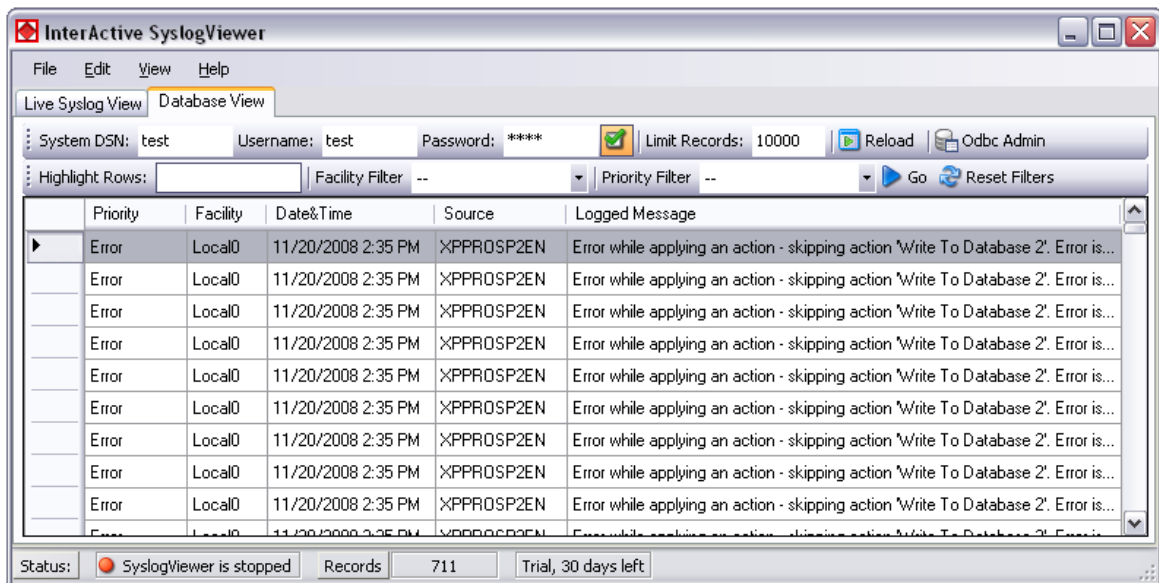 InterActive SyslogViewer
File Edit View Help
Live Syslog View Database View
System DSN: test Username: test Password: **** Limit Records: 10000 Reload Odbc Admin
Highlight Rows: Facility Filter -- Priority Filter -- Go Reset Filters
Priority Facility Date&Time Source Logged Message
Error Local0 11/20/2008 2:35 PM XPPROSP2EN Error while applying an action - skipping action 'Write To Database 2'. Error is...
Error Local0 11/20/2008 2:35 PM XPPROSP2EN Error while applying an action - skipping action 'Write To Database 2'. Error is...
Error Local0 11/20/2008 2:35 PM XPPROSP2EN Error while applying an action - skipping action 'Write To Database 2'. Error is...
Error Local0 11/20/2008 2:35 PM XPPROSP2EN Error while applying an action - skipping action 'Write To Database 2'. Error is...
Error Local0 11/20/2008 2:35 PM XPPROSP2EN Error while applying an action - skipping action 'Write To Database 2'. Error is...
Error Local0 11/20/2008 2:35 PM XPPROSP2EN Error while applying an action - skipping action 'Write To Database 2'. Error is...
Error Local0 11/20/2008 2:35 PM XPPROSP2EN Error while applying an action - skipping action 'Write To Database 2'. Error is...
Error Local0 11/20/2008 2:35 PM XPPROSP2EN Error while applying an action - skipping action 'Write To Database 2'. Error is...
Error Local0 11/20/2008 2:35 PM XPPROSP2EN Error while applying an action - skipping action 'Write To Database 2'. Error is...
Status: SyslogViewer is stopped Records 711 Trial, 30 days left